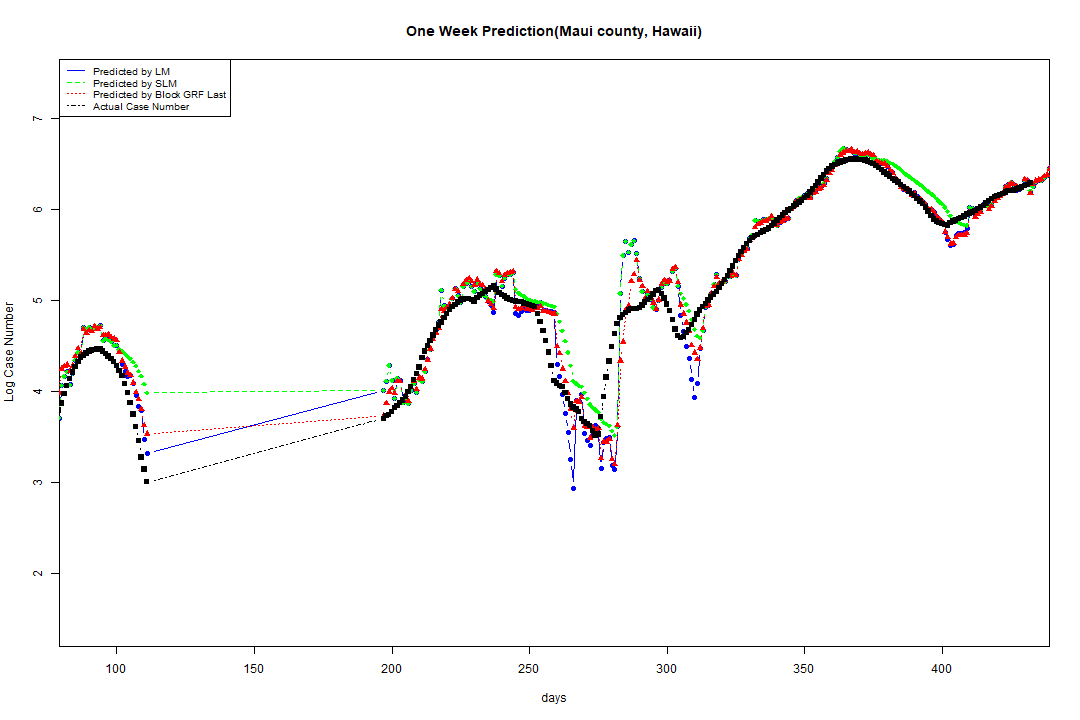 One Week Prediction(Maui county, Hawaii)
Predicted by LM
Predicted by SLM
Predicted by Block GRF Last
Actual Case Number
Log Case Number
7
6
5
4
3
2
100 150 200 250 300 350 400
days